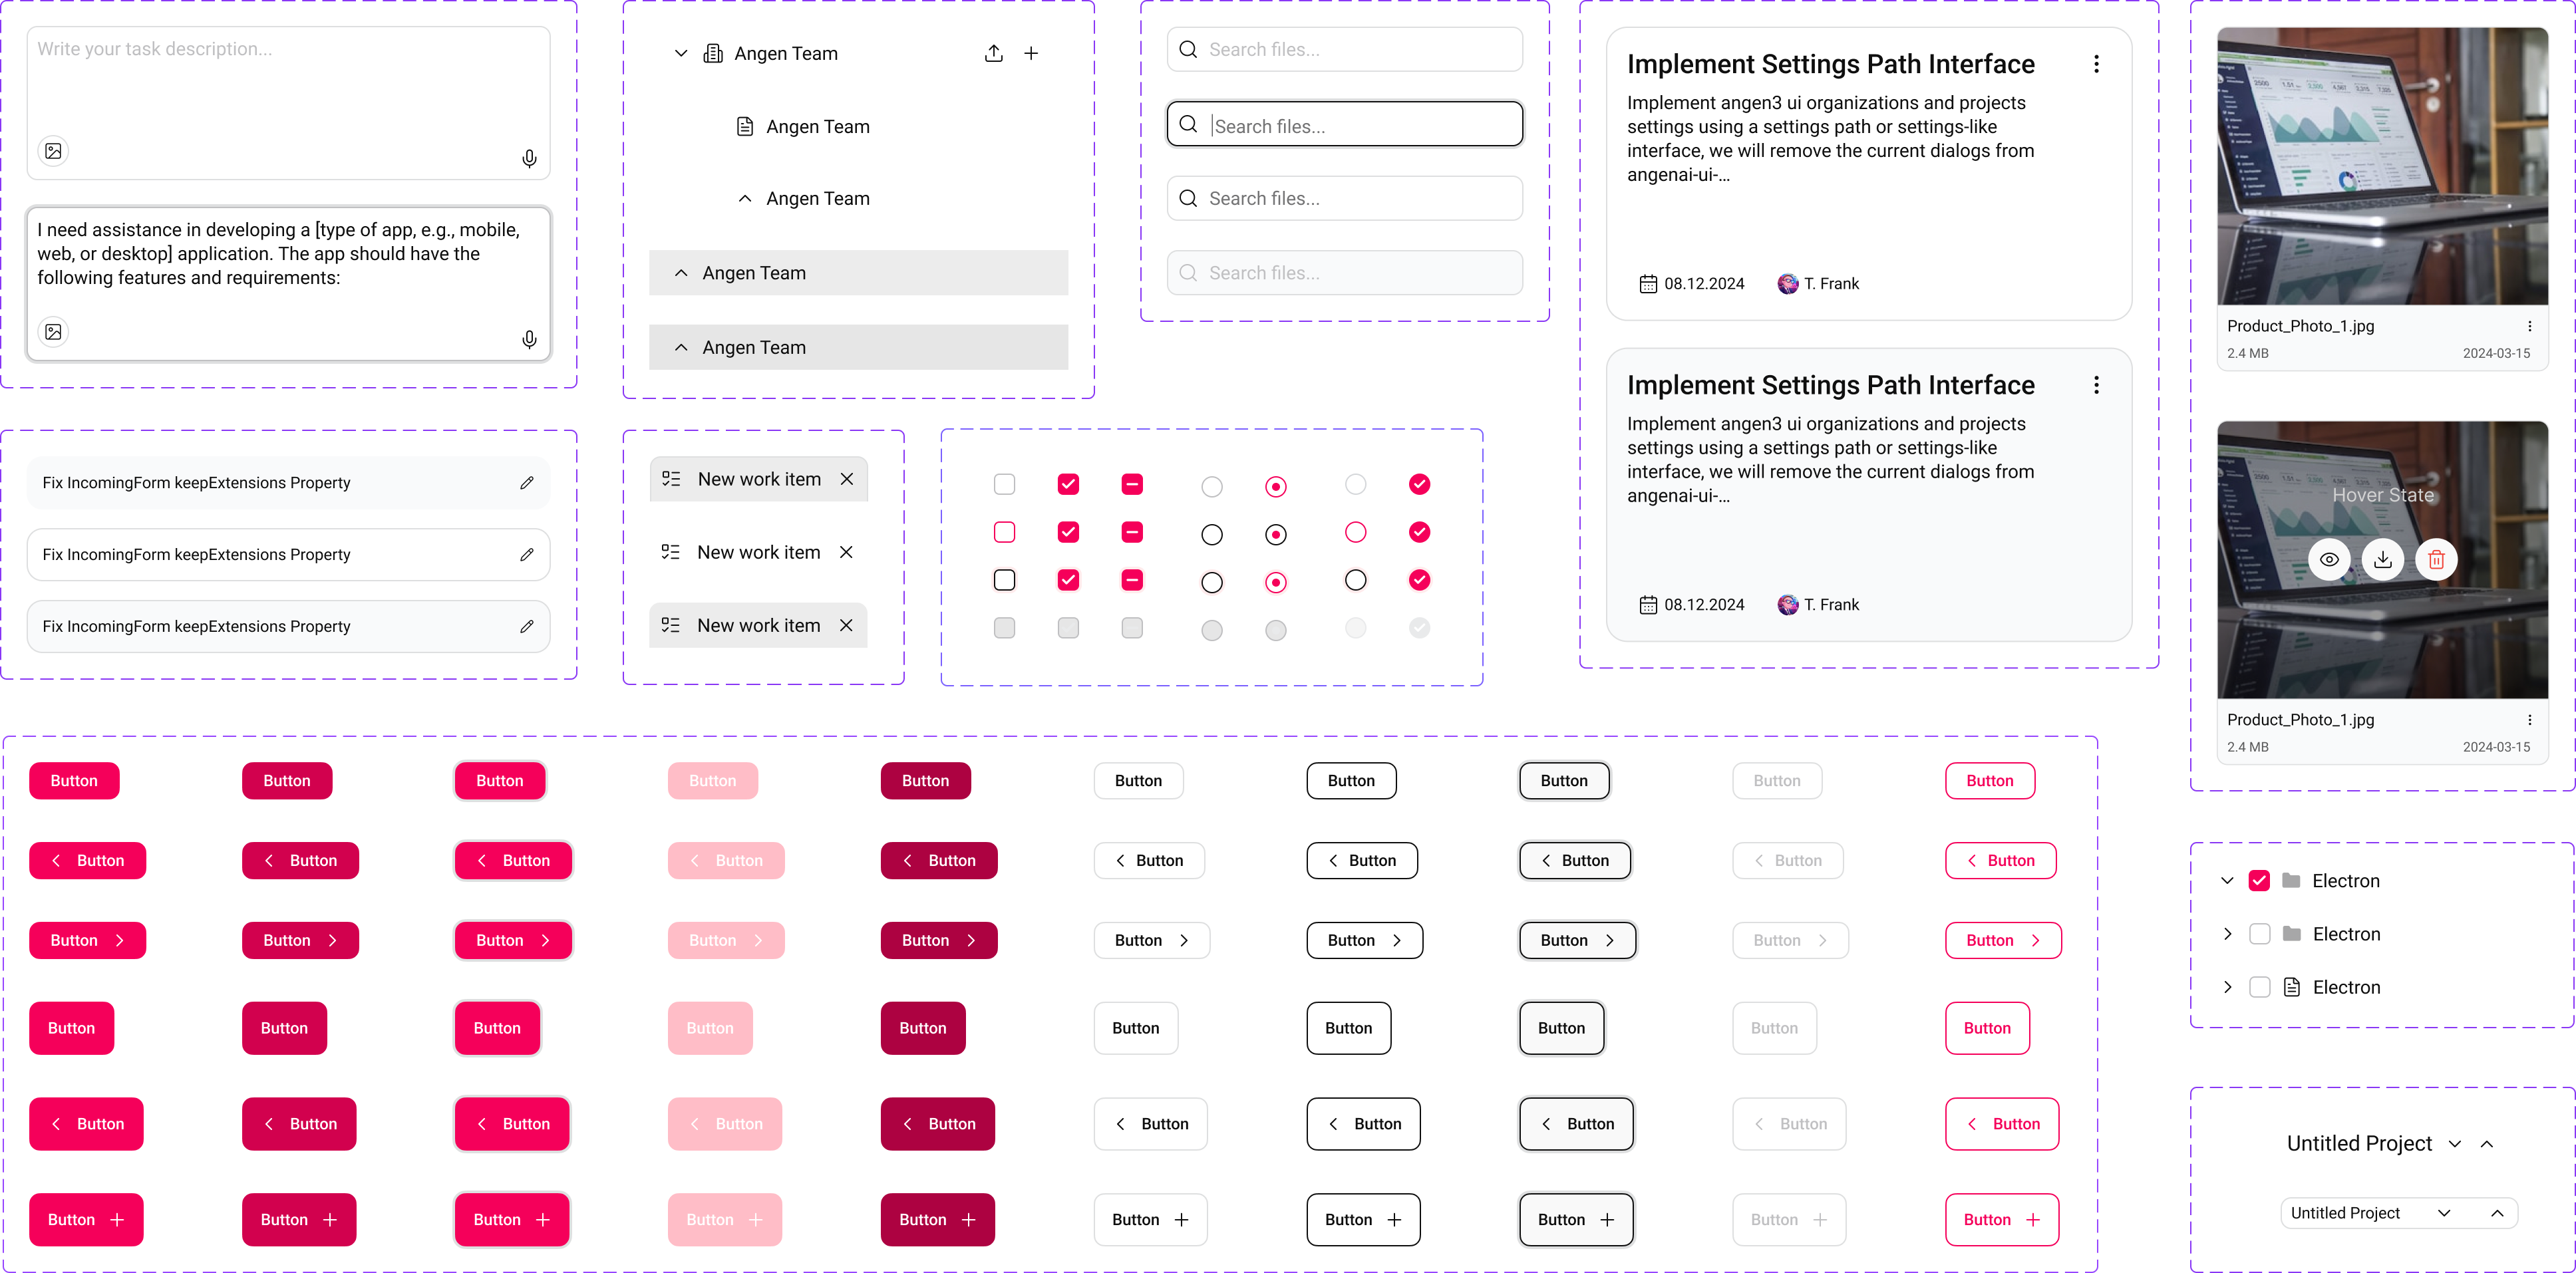 Write your task description...
I need assistance in developing a [type of app, e.g., mobile,
web, or desktop] application. The app should have the
following features and requirements:
Angen Team
Angen Team
Angen Team
Angen Team
Angen Team
Search files...
Search files...
Search files...
Search files...
Implement Settings Path Interface
Implement angen3 ui organizations and projects
settings using a settings path or settings-like
interface, we will remove the current dialogs from
angenai-ui-...
08.12.2024 T. Frank
Implement Settings Path Interface
Implement angen3 ui organizations and projects
settings using a settings path or settings-like
interface, we will remove the current dialogs from
angenai-ui-...
08.12.2024 T. Frank
Product_Photo_1.jpg
2.4 MB 2024-03-15
Hover State
Product_Photo_1.jpg
2.4 MB 2024-03-15
Fix IncomingForm keepExtensions Property
Fix IncomingForm keepExtensions Property
Fix IncomingForm keepExtensions Property
New work item
New work item
New work item
Button Button Button Button Button Button Button Button Button Button
Button Button Button Button Button Button Button Button Button Button
Button Button Button Button Button Button Button Button Button Button
Button Button Button Button Button Button Button Button Button Button
Button Button Button Button Button Button Button Button Button Button
Button Button Button Button Button Button Button Button Button Button
Electron
Electron
Electron
Untitled Project
Untitled Project